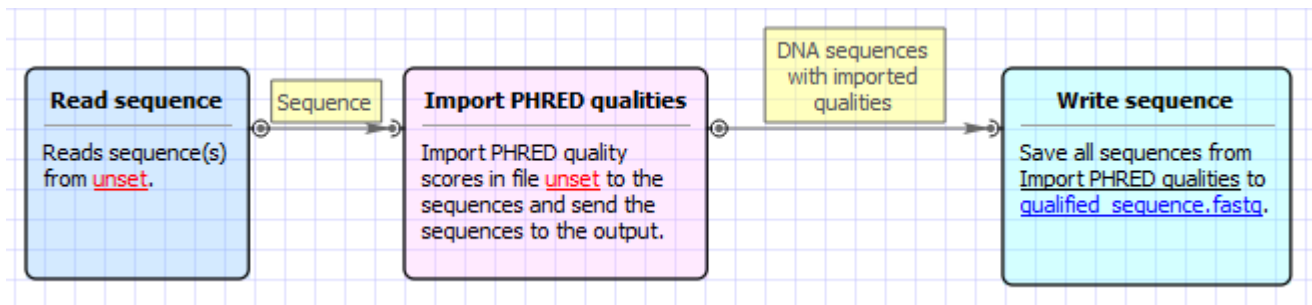 Read sequence
Reads sequence(s)
from unset.
Sequence
Import PHRED qualities
Import PHRED quality
scores in file unset to the
sequences and send the
sequences to the output.
DNA sequences
with imported
qualities
Write sequence
Save all sequences from
Import PHRED qualities to
qualified_sequence.fastq.